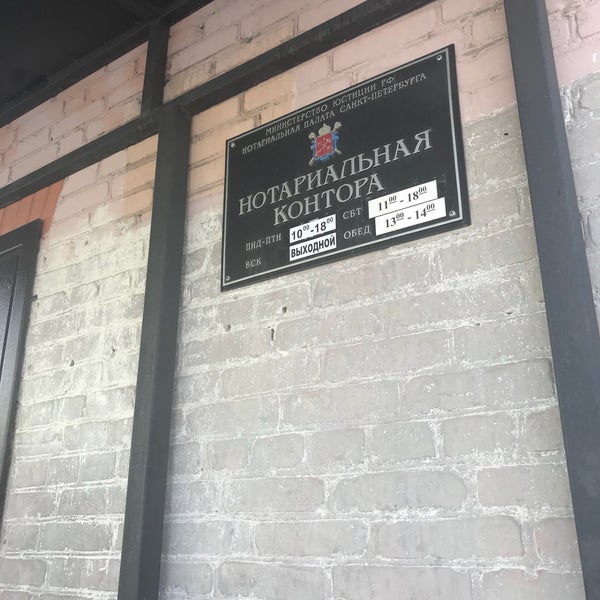 МИНИСТЕРСТВО ЮСТИЦИИ РФ
НОТАРИАЛЬНАЯ ПАЛАТА САНКТ-ПЕТЕРБУРГА
НОТАРИАЛЬНАЯ
КОНТОРА
ПНД-ПТН 10⁰⁰-18⁰⁰ СБТ 11⁰⁰ - 18⁰⁰
ВСК ВЫХОДНОЙ ОБЕД 13⁰⁰ - 14⁰⁰